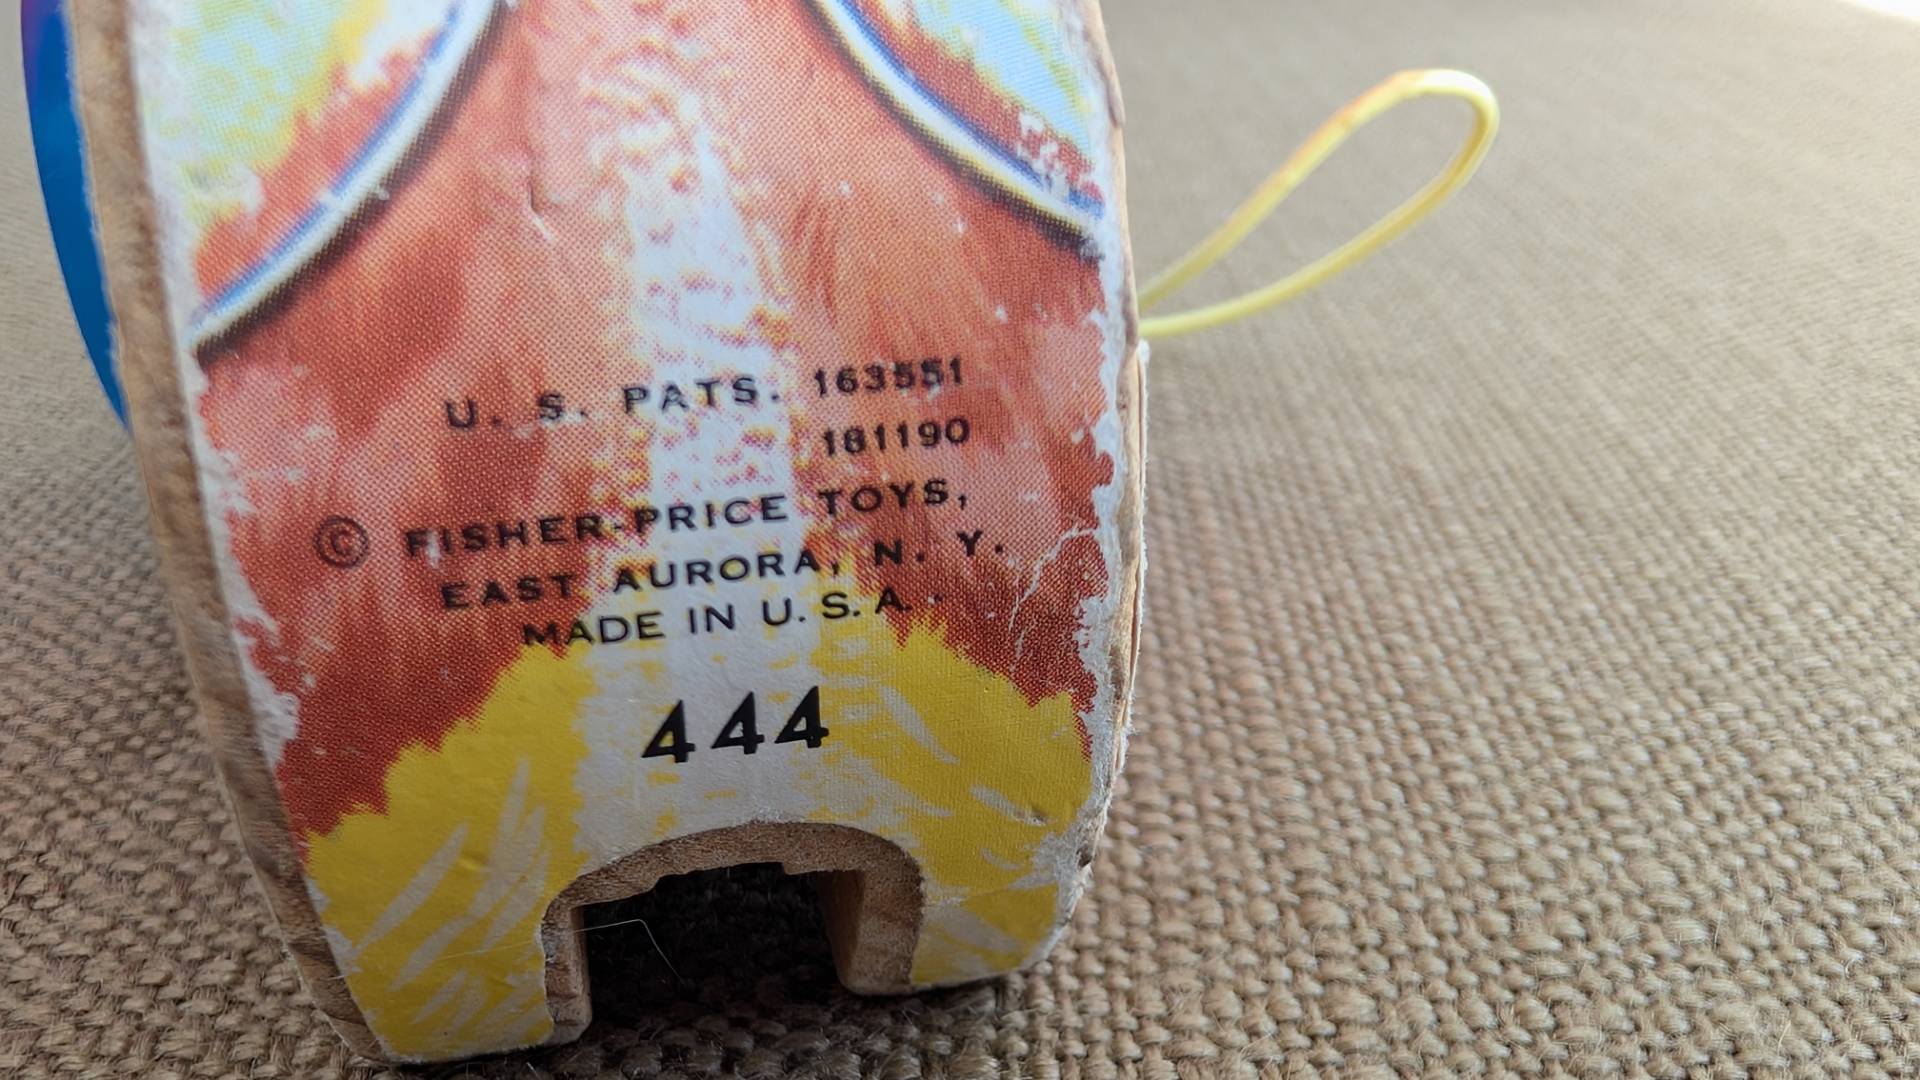 U. S. PATS. 163551
181190
© FISHER-PRICE TOYS,
EAST AURORA, N. Y.
MADE IN U. S. A.
444